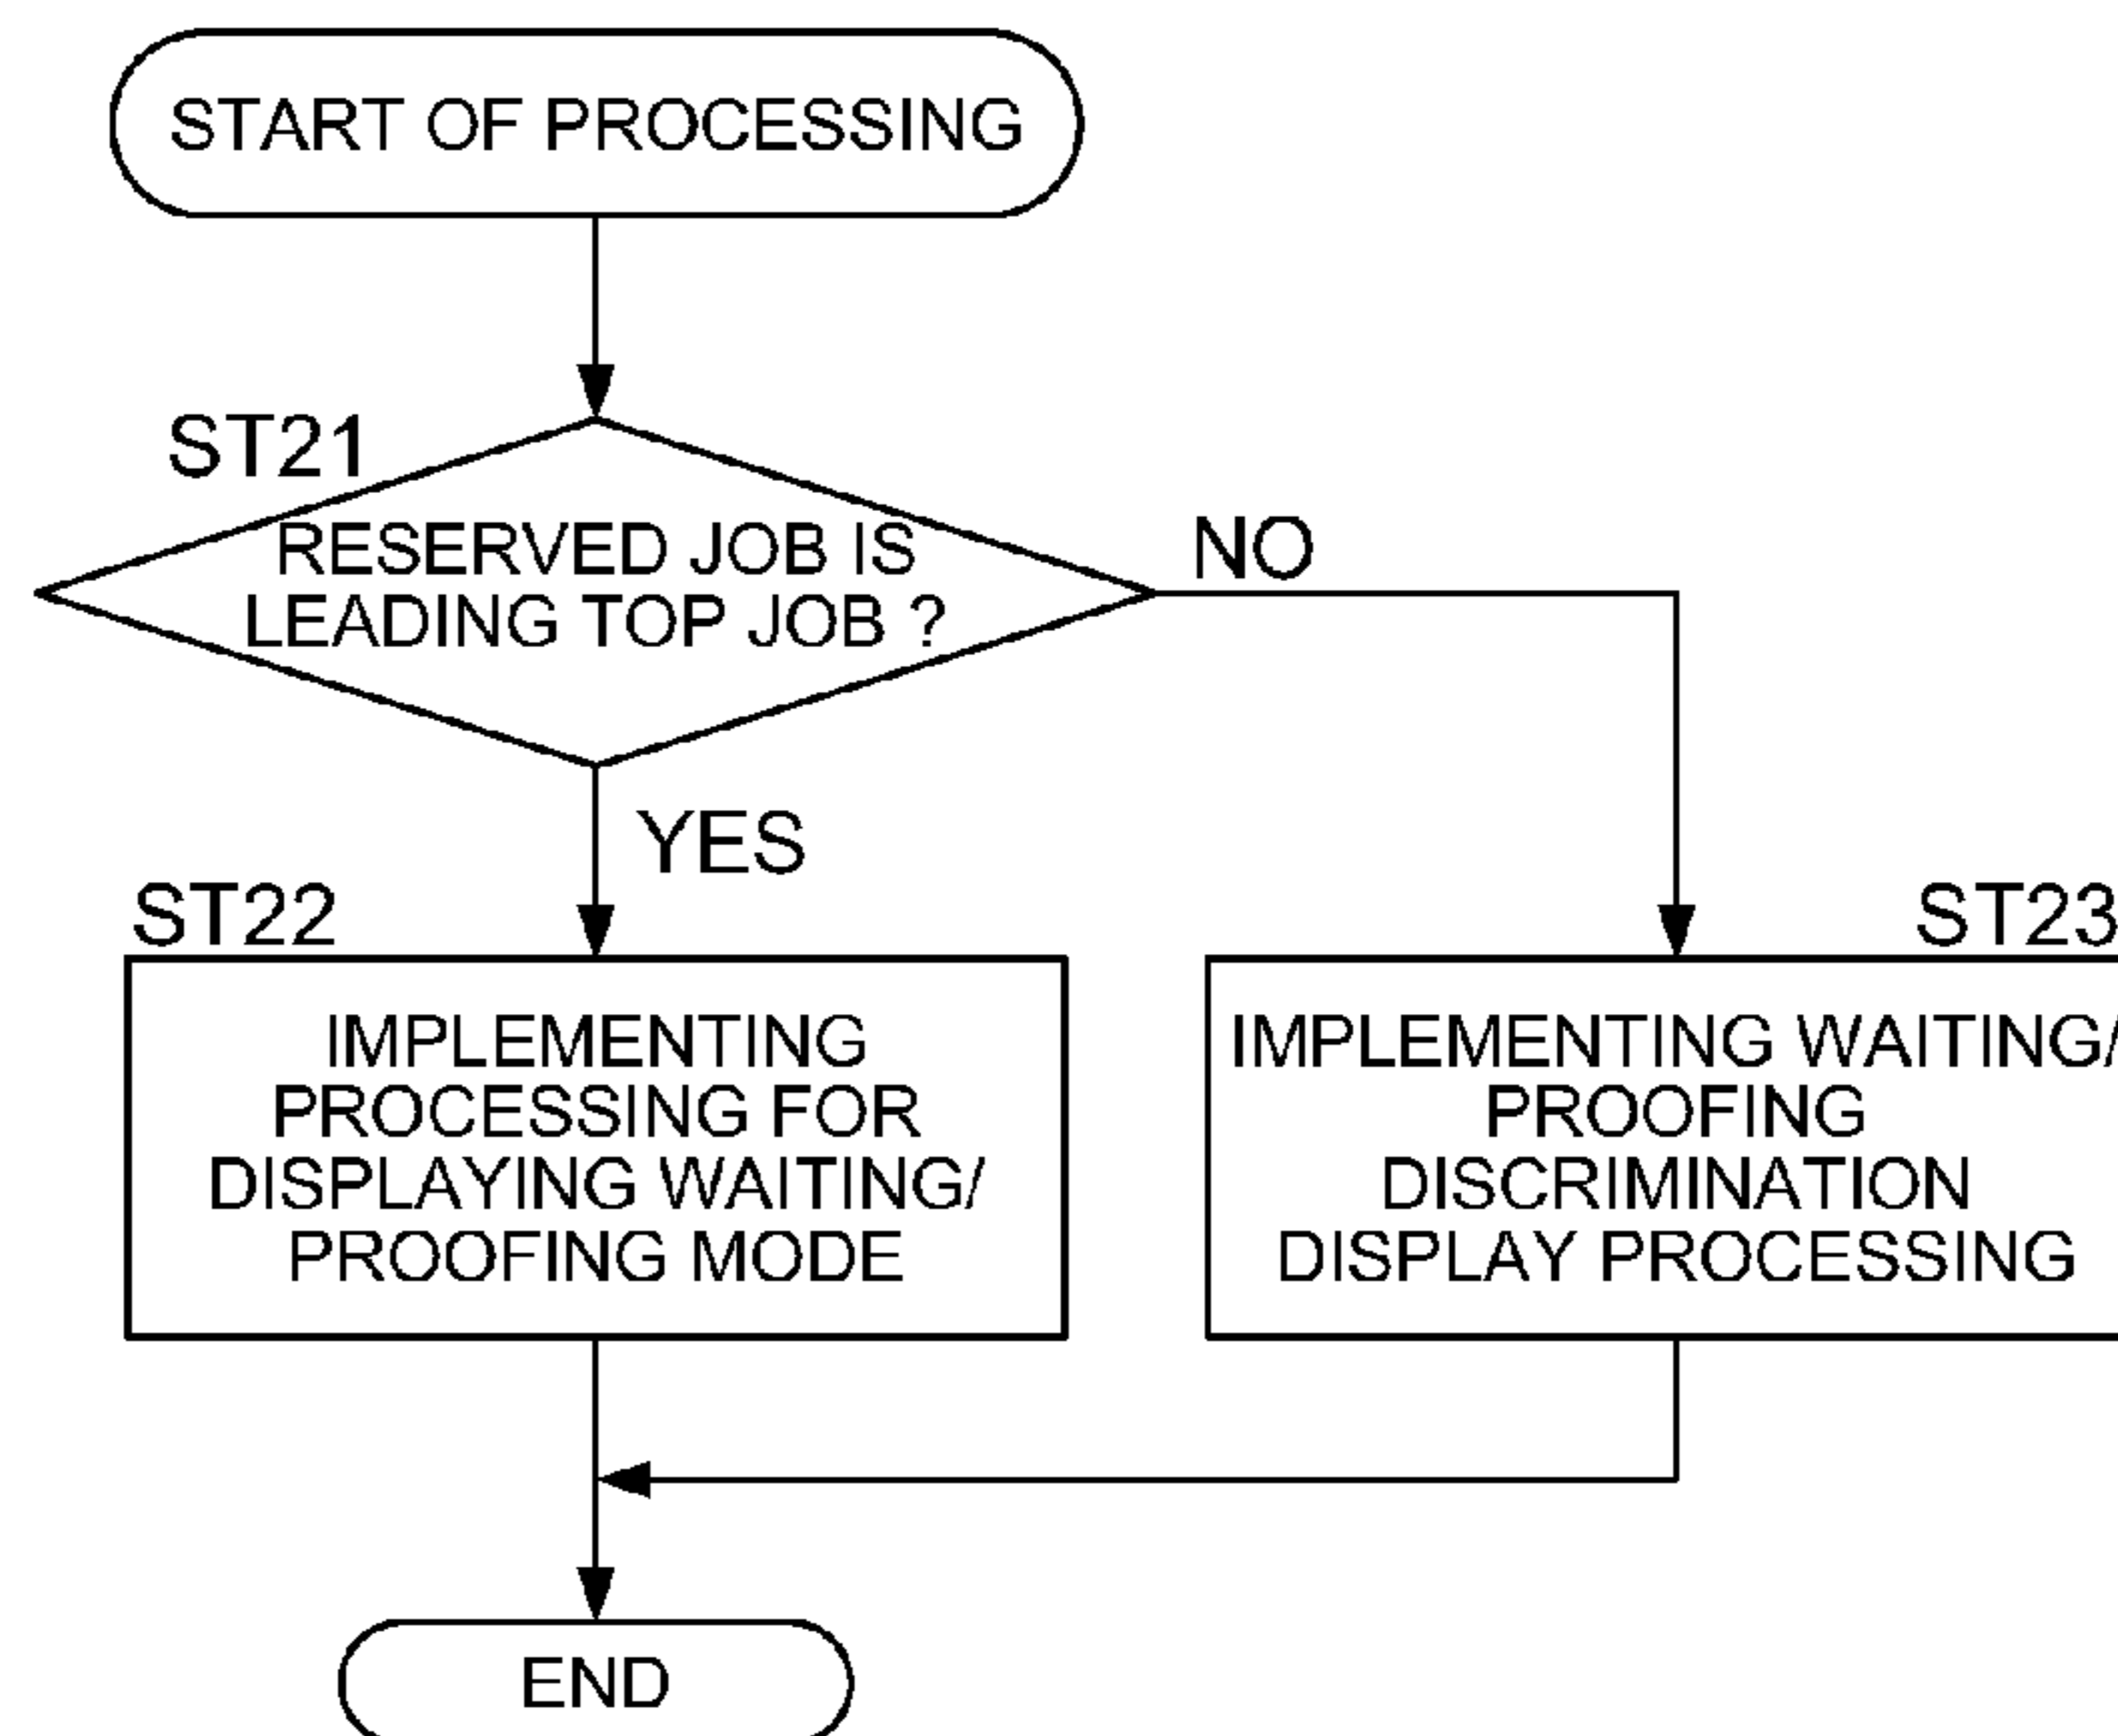 START OF PROCESSING
ST21
RESERVED JOB IS
LEADING TOP JOB ?
NO
YES
ST22
IMPLEMENTING
PROCESSING FOR
DISPLAYING WAITING/
PROOFING MODE
ST23
IMPLEMENTING WAITING/
PROOFING
DISCRIMINATION
DISPLAY PROCESSING
END